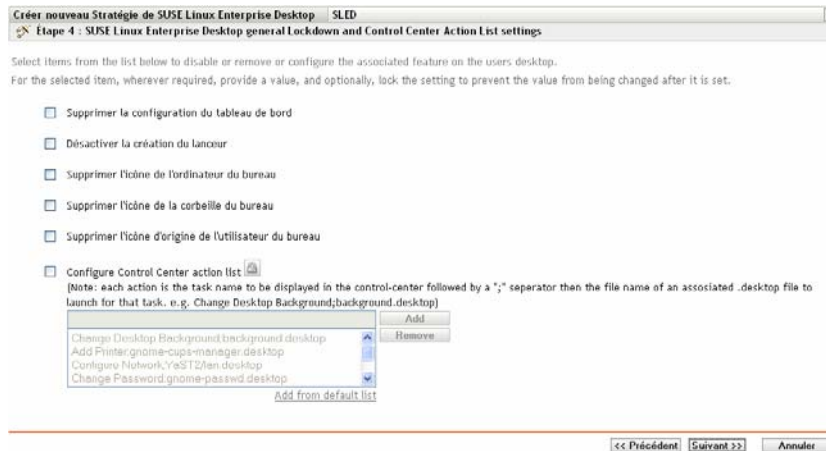 Créer nouveau Stratégie de SUSE Linux Enterprise Desktop SLED
Étape 4 : SUSE Linux Enterprise Desktop general Lockdown and Control Center Action List settings
Select items from the list below to disable or remove or configure the associated feature on the users desktop.
For the selected item, wherever required, provide a value, and optionally, lock the setting to prevent the value from being changed after it is set.
Supprimer la configuration du tableau de bord
Désactiver la création du lanceur
Supprimer l'icône de l'ordinateur du bureau
Supprimer l'icône de la corbeille du bureau
Supprimer l'icône d'origine de l'utilisateur du bureau
Configure Control Center action list
(Note: each action is the task name to be displayed in the control-center followed by a ";" seperator then the file name of an assosiated .desktop file to
launch for that task. e.g. Change Desktop Background;background.desktop)
Add
Remove
Change Desktop Background;background.desktop
Add Printer;gnome-cups-manager.desktop
Configure Network;YaST2/lan.desktop
Change Password;gnome-passwd.desktop
Add from default list
<< Précédent Suivant >> Annuler